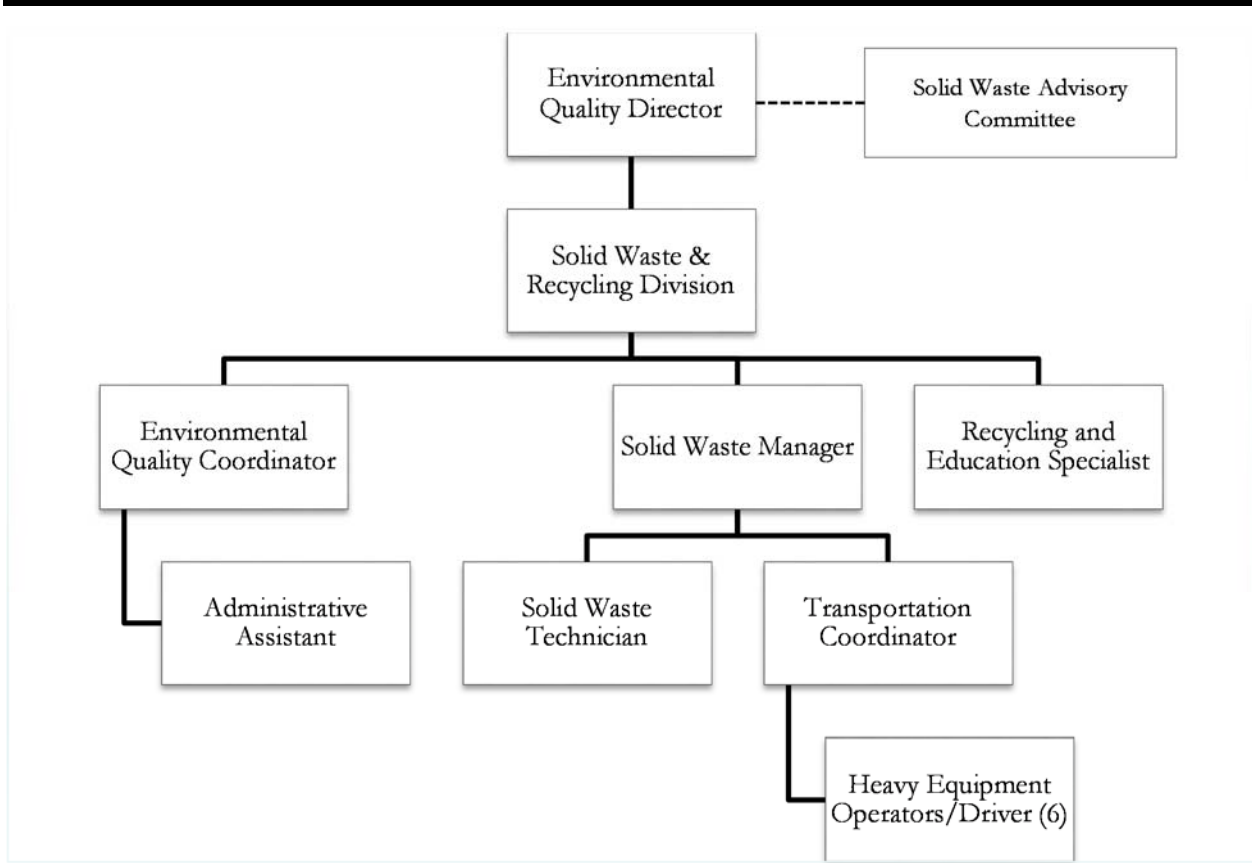 Environmental
Quality Director
Solid Waste Advisory
Committee
Solid Waste &
Recycling Division
Environmental
Quality Coordinator
Solid Waste Manager
Recycling and
Education Specialist
Administrative
Assistant
Solid Waste
Technician
Transportation
Coordinator
Heavy Equipment
Operators/Driver (6)